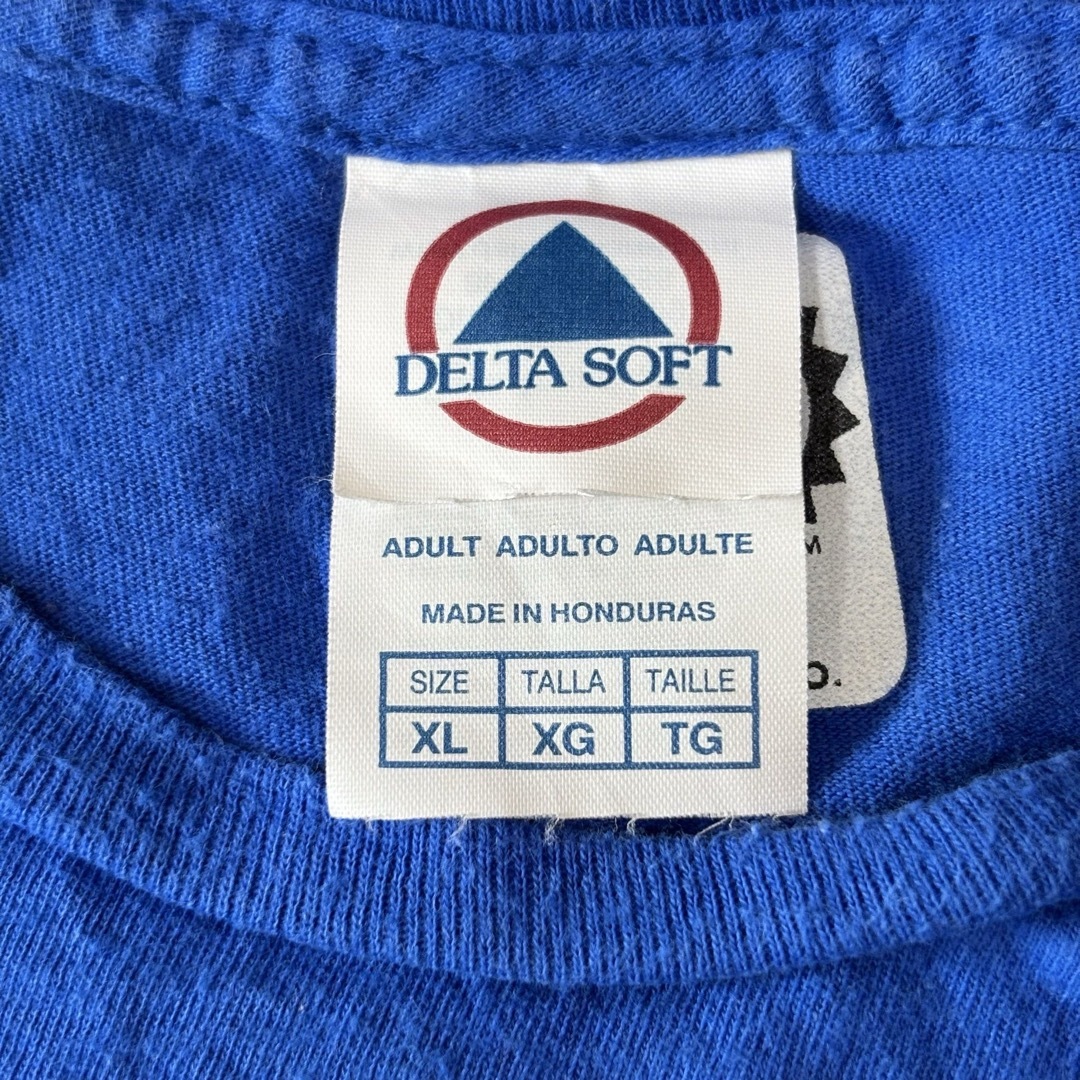 DELTA SOFT
ADULT ADULTO ADULTE
MADE IN HONDURAS
SIZE TALLA TAILLE
XL XG TG
M
O.